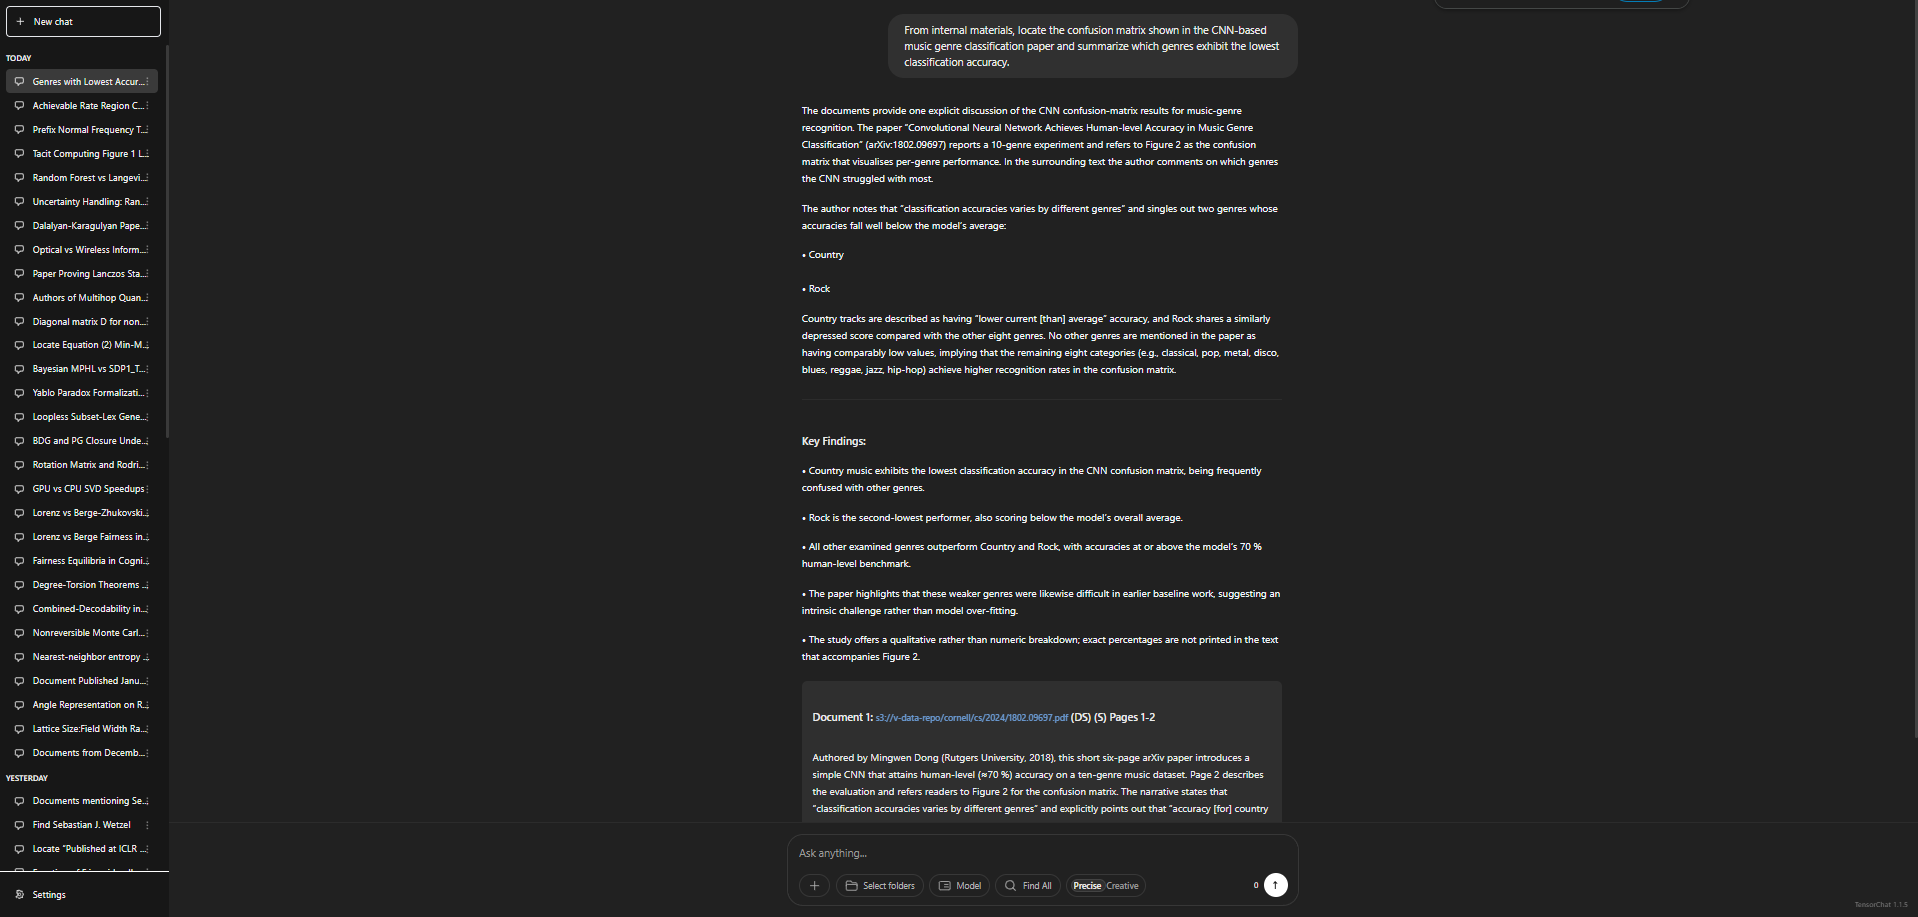 New chat
TODAY
Genres with Lowest Accur...
Achievable Rate Region C...
Prefix Normal Frequency T...
Tacit Computing Figure 1 L...
Random Forest vs Langevi...
Uncertainty Handling: Ran...
Dalalyan-Karagulyan Pape...
Optical vs Wireless Inform...
Paper Proving Lanczos Sta...
Authors of Multihop Quan...
Diagonal matrix D for non...
Locate Equation (2) Min-M...
Bayesian MPHL vs SDP1_T...
Yablo Paradox Formalizati...
Loopless Subset-Lex Gene...
BDG and PG Closure Unde...
Rotation Matrix and Rodri...
GPU vs CPU SVD Speedups
Lorenz vs Berge-Zhukovski...
Lorenz vs Berge Fairness in...
Fairness Equilibria in Cogni...
Degree-Torsion Theorems ...
Combined-Decodability in...
Nonreversible Monte Carl...
Nearest-neighbor entropy ...
Document Published Janu...
Angle Representation on R...
Lattice Size:Field Width Ra...
Documents from Decemb...
YESTERDAY
Documents mentioning Se...
Find Sebastian J. Wetzel
Locate "Published at ICLR ...
Settings
From internal materials, locate the confusion matrix shown in the CNN-based
music genre classification paper and summarize which genres exhibit the lowest
classification accuracy.
The documents provide one explicit discussion of the CNN confusion-matrix results for music-genre
recognition. The paper "Convolutional Neural Network Achieves Human-level Accuracy in Music Genre
Classification" (arXiv:1802.09697) reports a 10-genre experiment and refers to Figure 2 as the confusion
matrix that visualises per-genre performance. In the surrounding text the author comments on which genres
the CNN struggled with most.
The author notes that "classification accuracies varies by different genres" and singles out two genres whose
accuracies fall well below the model's average:
• Country
• Rock
Country tracks are described as having "lower current [than] average" accuracy, and Rock shares a similarly
depressed score compared with the other eight genres. No other genres are mentioned in the paper as
having comparably low values, implying that the remaining eight categories (e.g., classical, pop, metal, disco,
blues, reggae, jazz, hip-hop) achieve higher recognition rates in the confusion matrix.
Key Findings:
• Country music exhibits the lowest classification accuracy in the CNN confusion matrix, being frequently
confused with other genres.
• Rock is the second-lowest performer, also scoring below the model's overall average.
• All other examined genres outperform Country and Rock, with accuracies at or above the model's 70 %
human-level benchmark.
• The paper highlights that these weaker genres were likewise difficult in earlier baseline work, suggesting an
intrinsic challenge rather than model over-fitting.
• The study offers a qualitative rather than numeric breakdown; exact percentages are not printed in the text
that accompanies Figure 2.
Document 1: s3://v-data-repo/cornell/cs/2024/1802.09697.pdf (DS) (S) Pages 1-2
Authored by Mingwen Dong (Rutgers University, 2018), this short six-page arXiv paper introduces a
simple CNN that attains human-level (≈70 %) accuracy on a ten-genre music dataset. Page 2 describes
the evaluation and refers readers to Figure 2 for the confusion matrix. The narrative states that
"classification accuracies varies by different genres" and explicitly points out that "accuracy [for] country
Ask anything...
Select folders
Model
Find All
Precise Creative
0
TensorChat 1.1.5